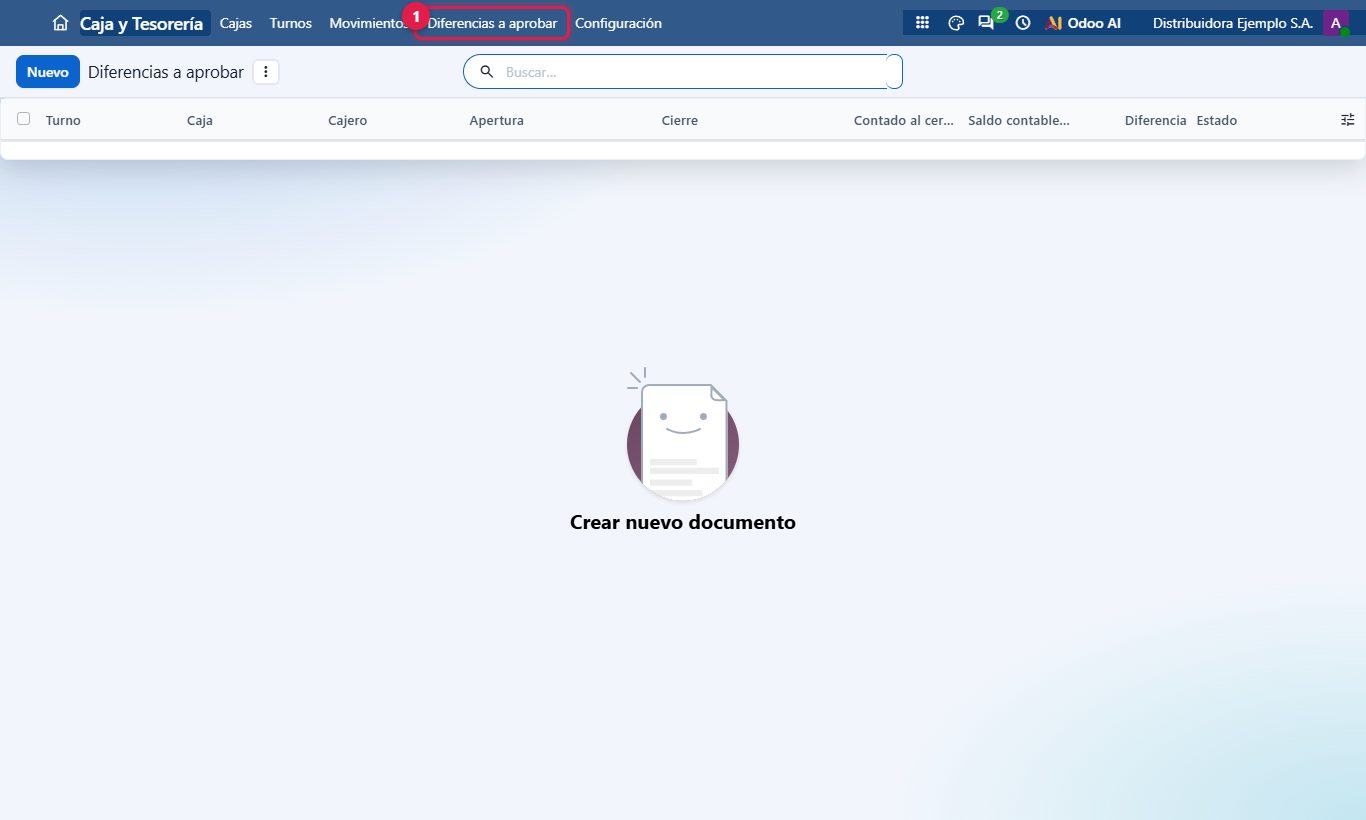 Caja y Tesorería Cajas Turnos Movimientos 1 Diferencias a aprobar Configuración 2 Odoo AI Distribuidora Ejemplo S.A. A
Nuevo Diferencias a aprobar Buscar...
Turno Caja Cajero Apertura Cierre Contado al cer... Saldo contable... Diferencia Estado
Crear nuevo documento